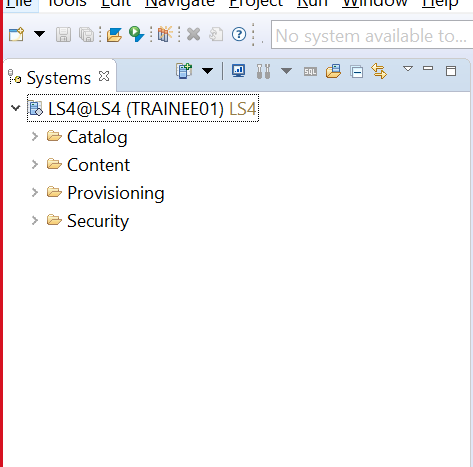 File Tools Edit Navigate Project Run Window Help
No system available to...
Systems
SQL
LS4@LS4 (TRAINEE01) LS4
Catalog
Content
Provisioning
Security